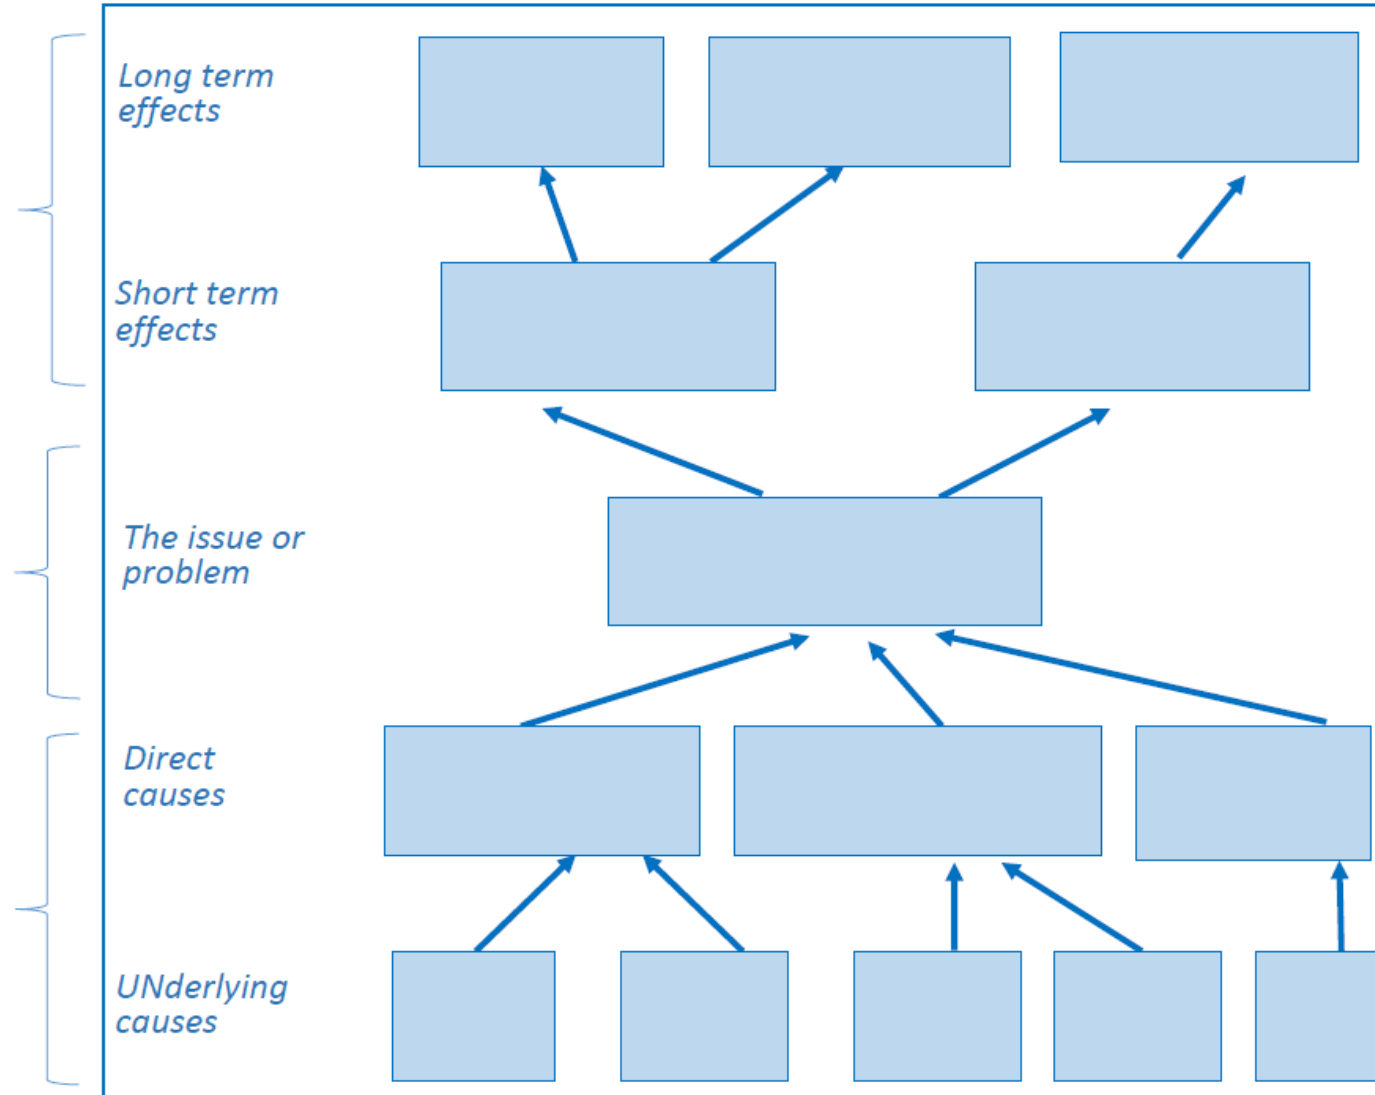 Long term
effects
Short term
effects
The issue or
problem
Direct
causes
UNderlying
causes